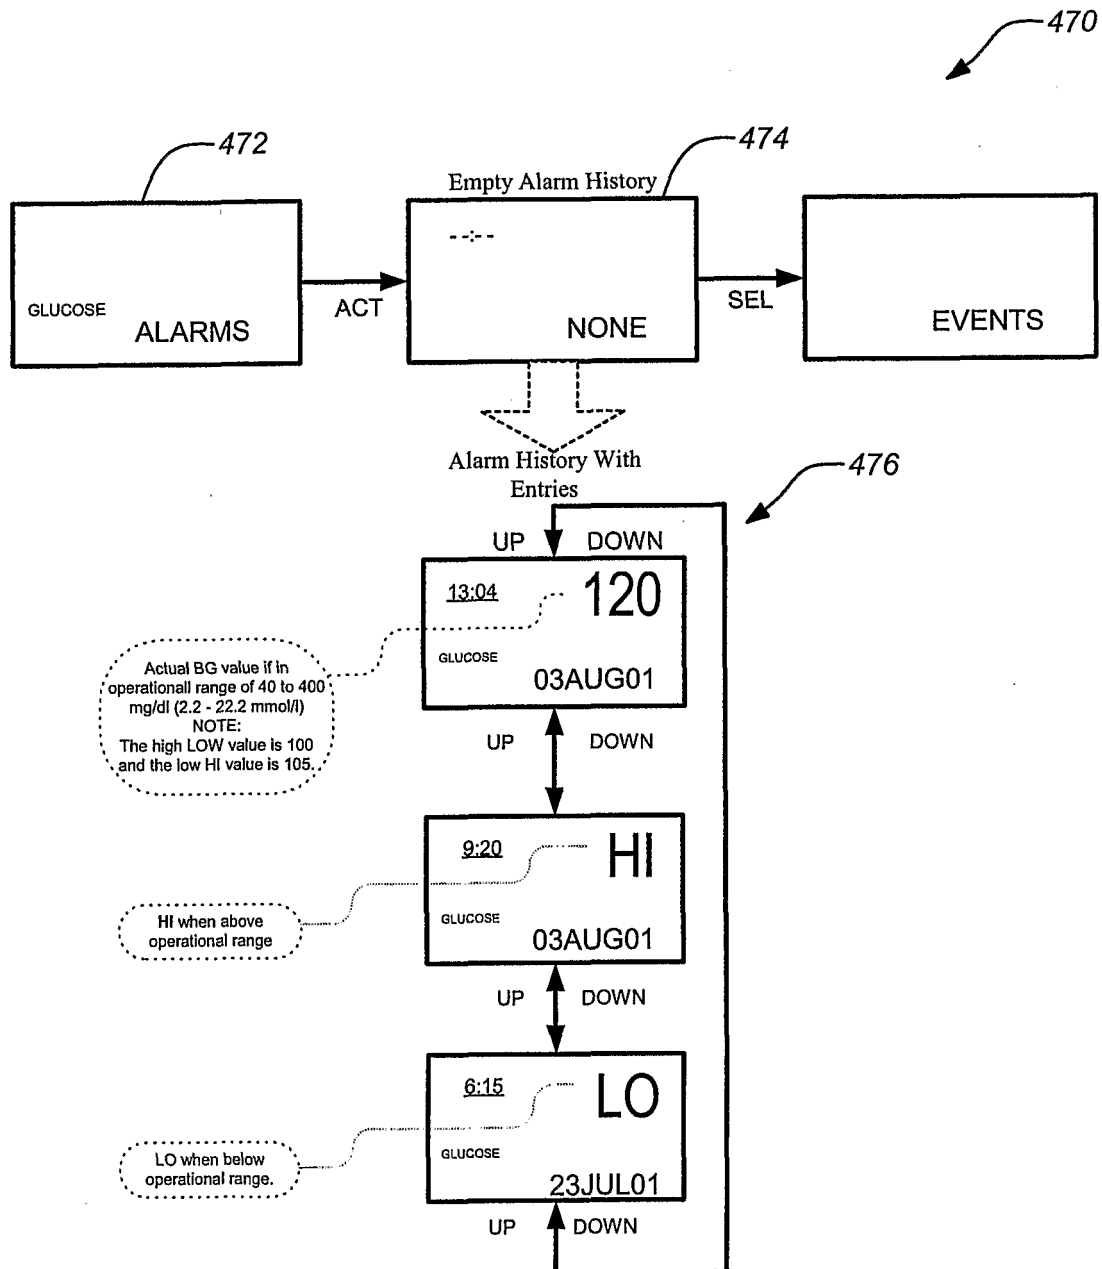 470
472
474
Empty Alarm History
GLUCOSE
ALARMS
ACT
--:--
NONE
SEL
EVENTS
Alarm History With
Entries
476
UP DOWN
13:04
120
GLUCOSE
03AUG01
Actual BG value if in
operationall range of 40 to 400
mg/dl (2.2 - 22.2 mmol/l)
NOTE:
The high LOW value is 100
and the low HI value is 105.
UP DOWN
9:20
HI
GLUCOSE
03AUG01
HI when above
operational range
UP DOWN
6:15
LO
GLUCOSE
23JUL01
LO when below
operational range.
UP DOWN